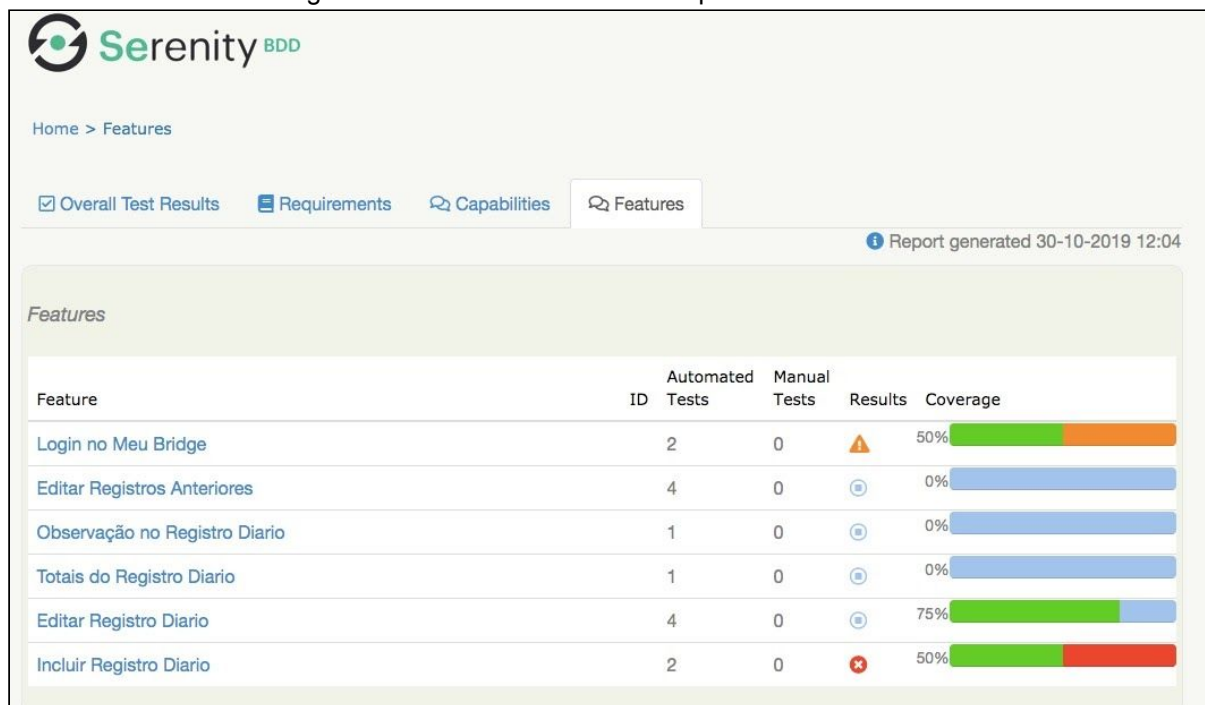 Serenity BDD
Home > Features
Overall Test Results Requirements Capabilities Features
Report generated 30-10-2019 12:04
Features
Feature ID Automated Tests Manual Tests Results Coverage
Login no Meu Bridge 2 0 50%
Editar Registros Anteriores 4 0 0%
Observação no Registro Diario 1 0 0%
Totais do Registro Diario 1 0 0%
Editar Registro Diario 4 0 75%
Incluir Registro Diario 2 0 50%